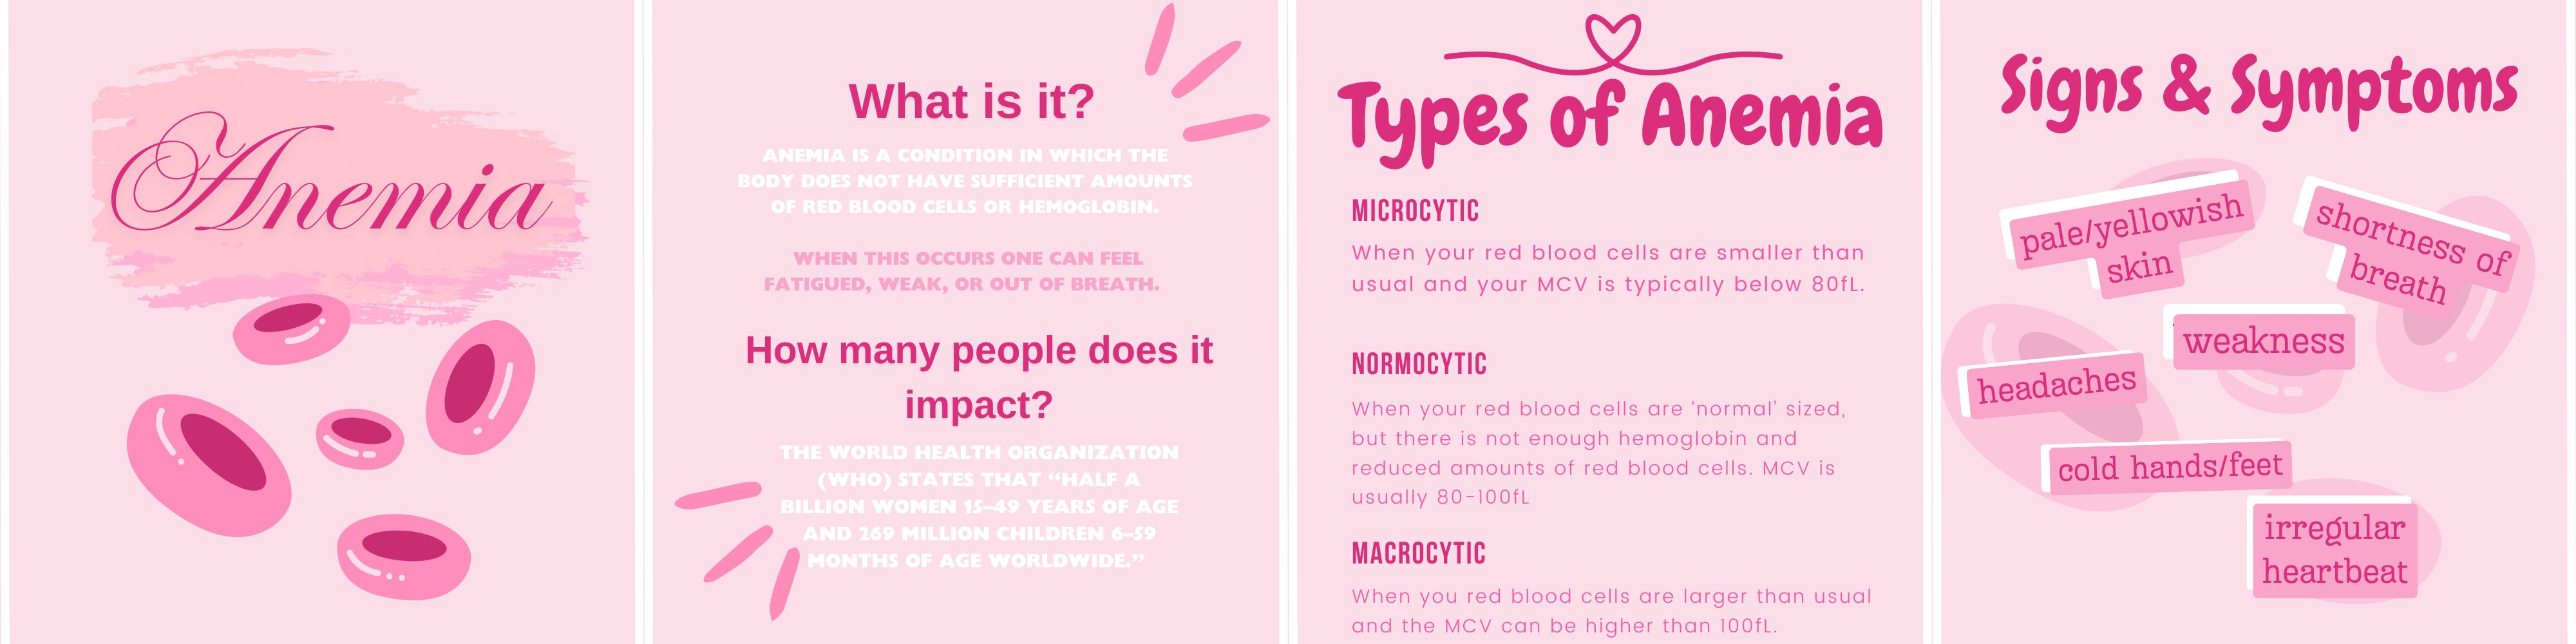 Anemia
What is it?
ANEMIA IS A CONDITION IN WHICH THE
BODY DOES NOT HAVE SUFFICIENT AMOUNTS
OF RED BLOOD CELLS OR HEMOGLOBIN.
WHEN THIS OCCURS ONE CAN FEEL
FATIGUED, WEAK, OR OUT OF BREATH.
How many people does it
impact?
THE WORLD HEALTH ORGANIZATION
(WHO) STATES THAT “HALF A
BILLION WOMEN 15–49 YEARS OF AGE
AND 269 MILLION CHILDREN 6–59
MONTHS OF AGE WORLDWIDE.”
Types of Anemia
MICROCYTIC
When your red blood cells are smaller than
usual and your MCV is typically below 80fL.
NORMOCYTIC
When your red blood cells are ‘normal’ sized,
but there is not enough hemoglobin and
reduced amounts of red blood cells. MCV is
usually 80-100fL
MACROCYTIC
When you red blood cells are larger than usual
and the MCV can be higher than 100fL.
Signs & Symptoms
pale/yellowish
skin
shortness of
breath
weakness
headaches
cold hands/feet
irregular
heartbeat